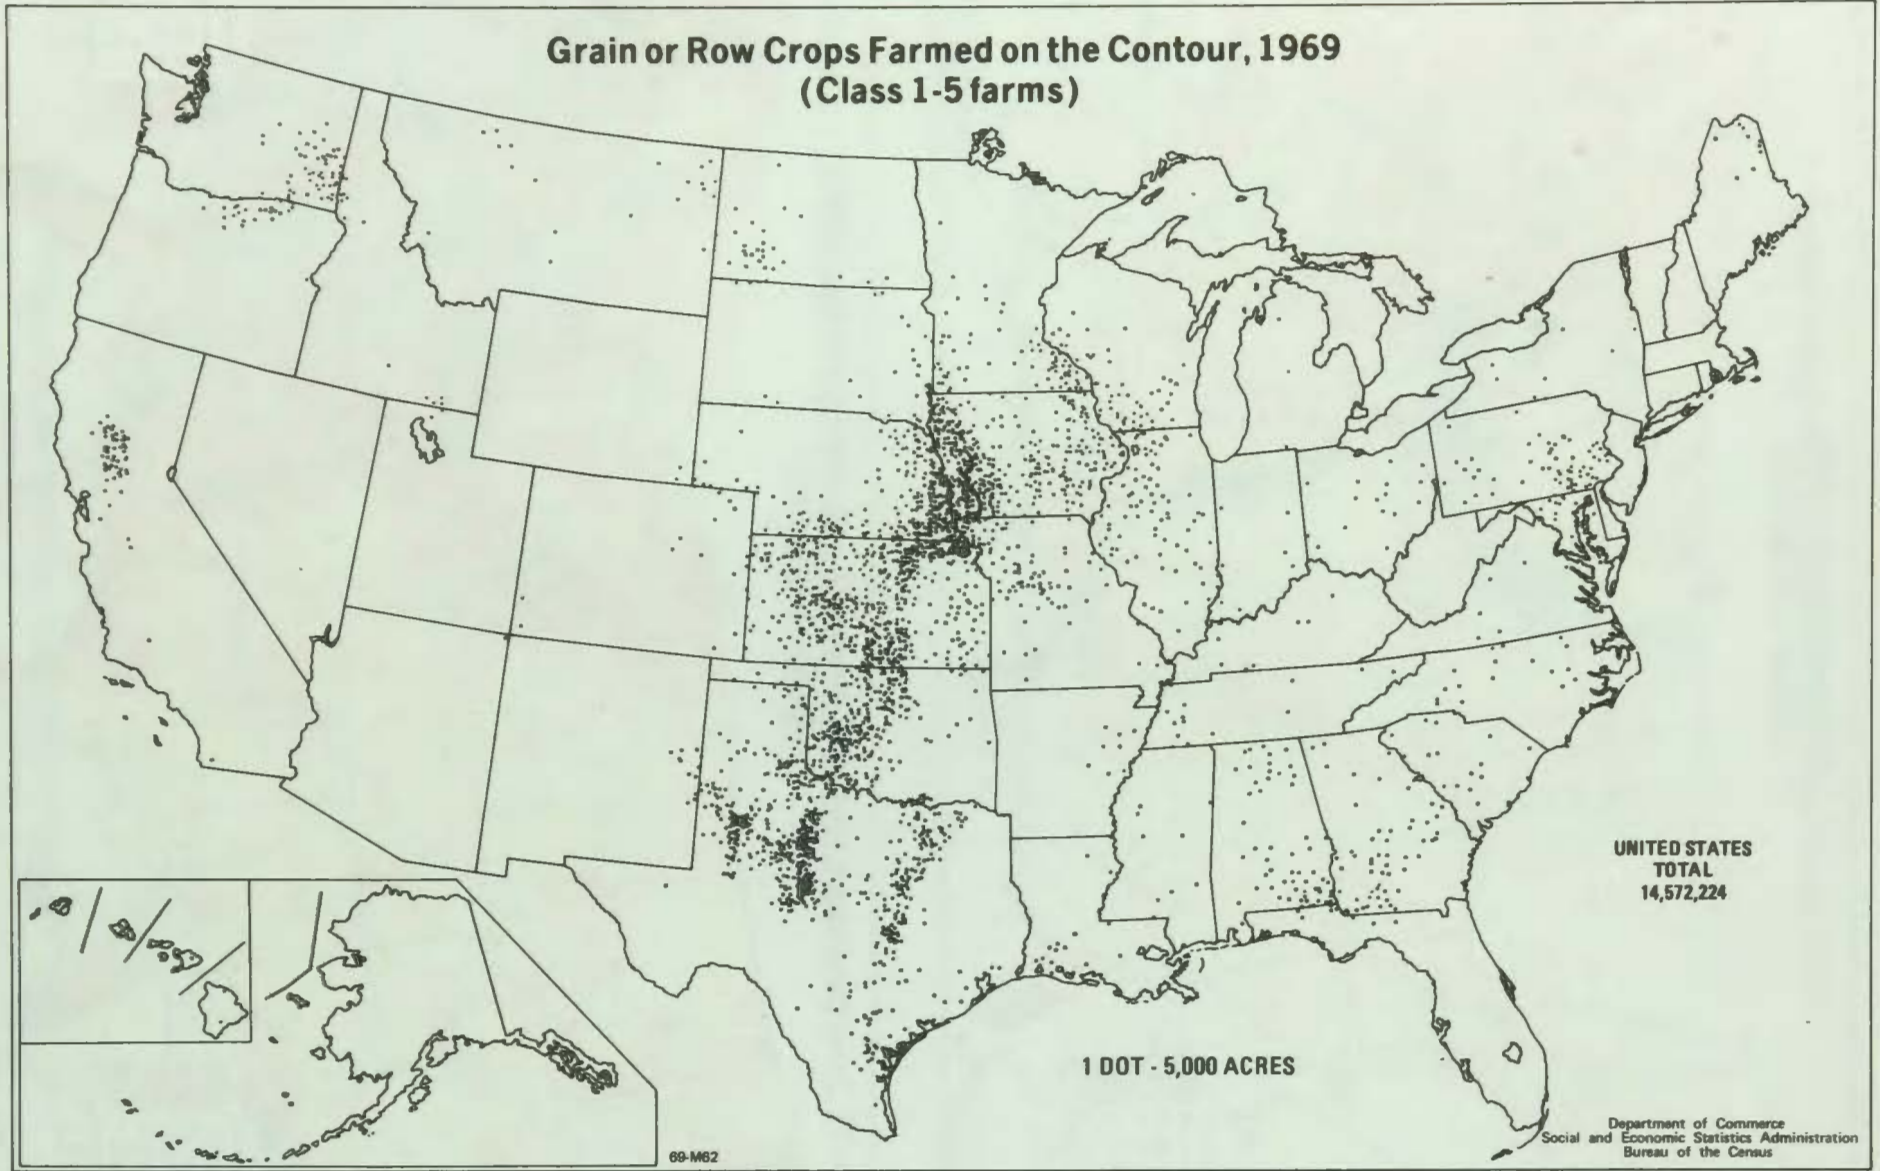 Grain or Row Crops Farmed on the Contour, 1969
(Class 1-5 farms)
UNITED STATES
TOTAL
14,572,224
1 DOT - 5,000 ACRES
Department of Commerce
Social and Economic Statistics Administration
Bureau of the Census
69-M62